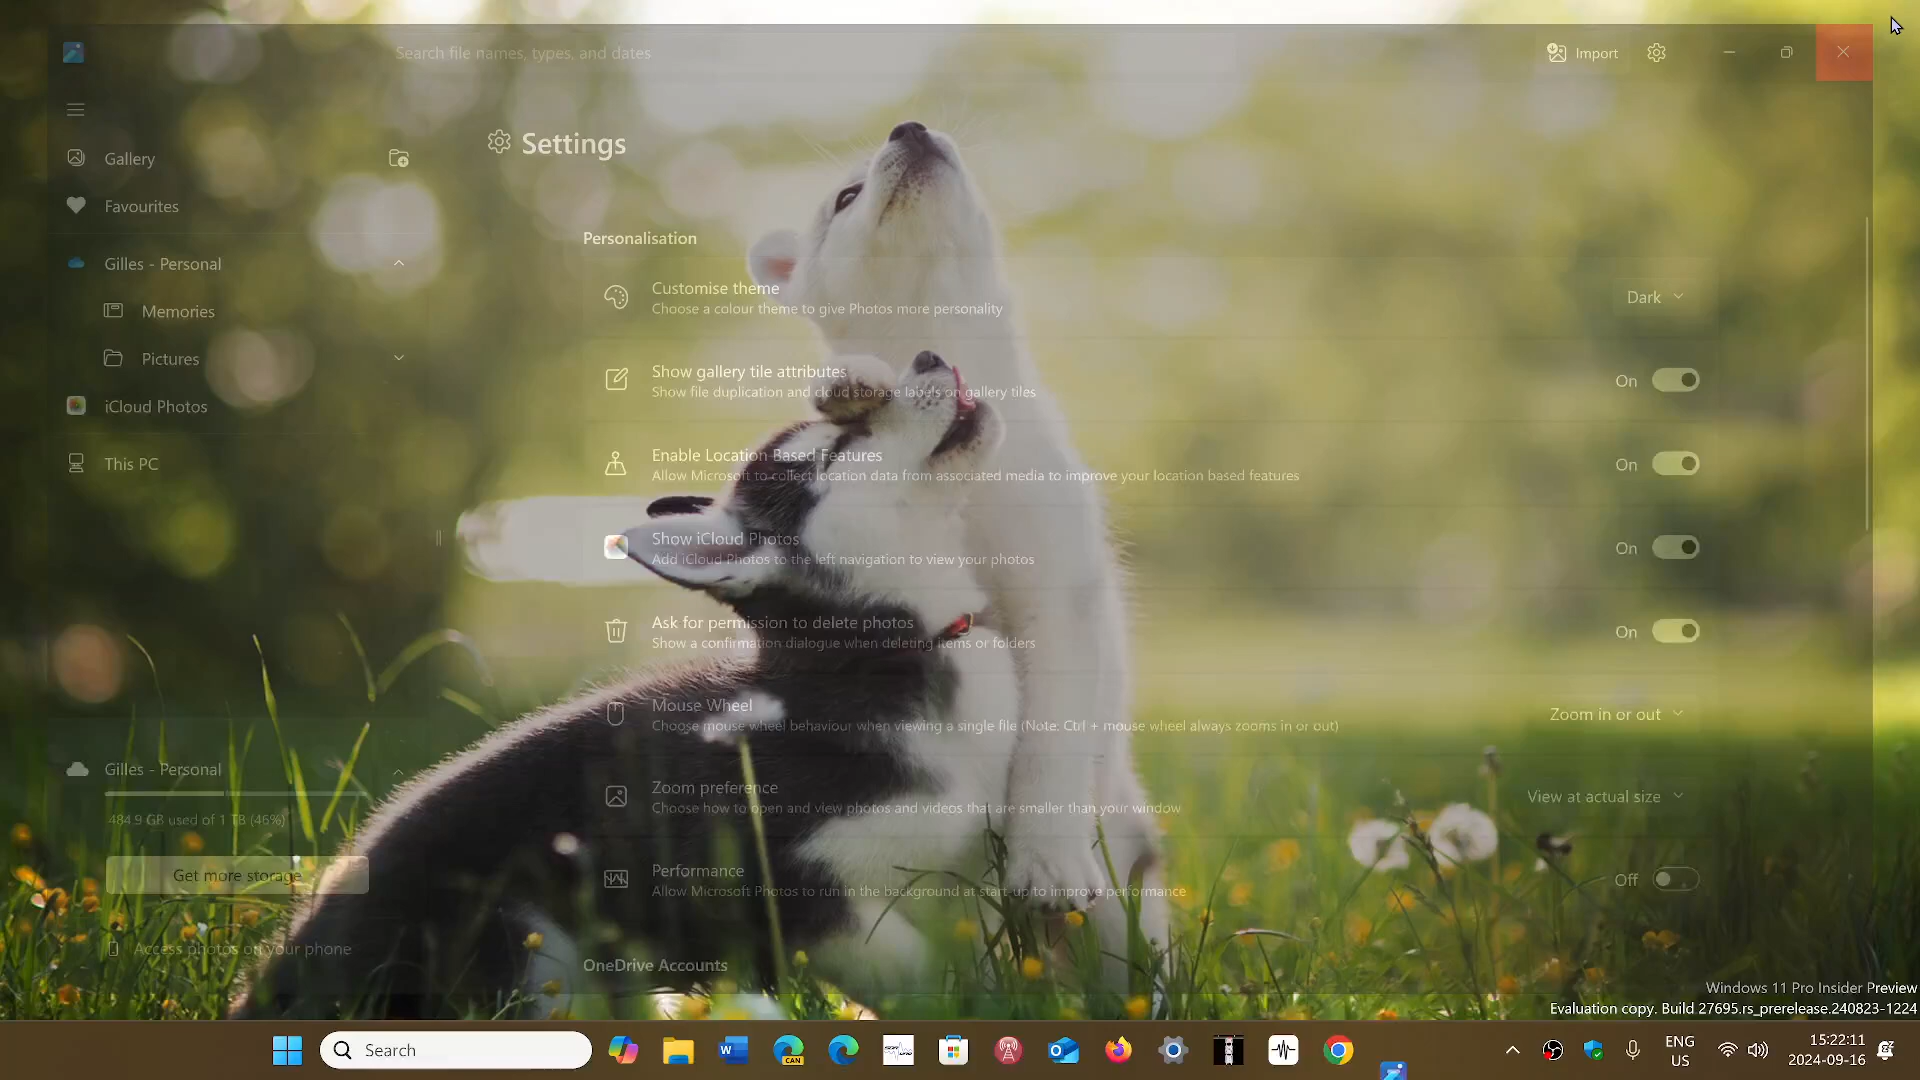 Search file names, types, and dates
Import
Gallery
Favourites
Gilles - Personal
Memories
Pictures
iCloud Photos
This PC
Gilles - Personal
484.9 GB used of 1 TB (46%)
Get more storage
Access photos on your phone
Settings
Personalisation
Customise theme
Choose a colour theme to give Photos more personality
Dark
Show gallery tile attributes
Show file duplication and cloud storage labels on gallery tiles
On
Enable Location Based Features
Allow Microsoft to collect location data from associated media to improve your location based features
On
Show iCloud Photos
Add iCloud Photos to the left navigation to view your photos
On
Ask for permission to delete photos
Show a confirmation dialogue when deleting items or folders
On
Mouse Wheel
Choose mouse wheel behaviour when viewing a single file (Note: Ctrl + mouse wheel always zooms in or out)
Zoom in or out
Zoom preference
Choose how to open and view photos and videos that are smaller than your window
View at actual size
Performance
Allow Microsoft Photos to run in the background at start-up to improve performance
Off
OneDrive Accounts
Windows 11 Pro Insider Preview
Evaluation copy. Build 27695.rs_prerelease.240823-1224
Search
W
CAN
ENG
US
15:22:11
2024-09-16